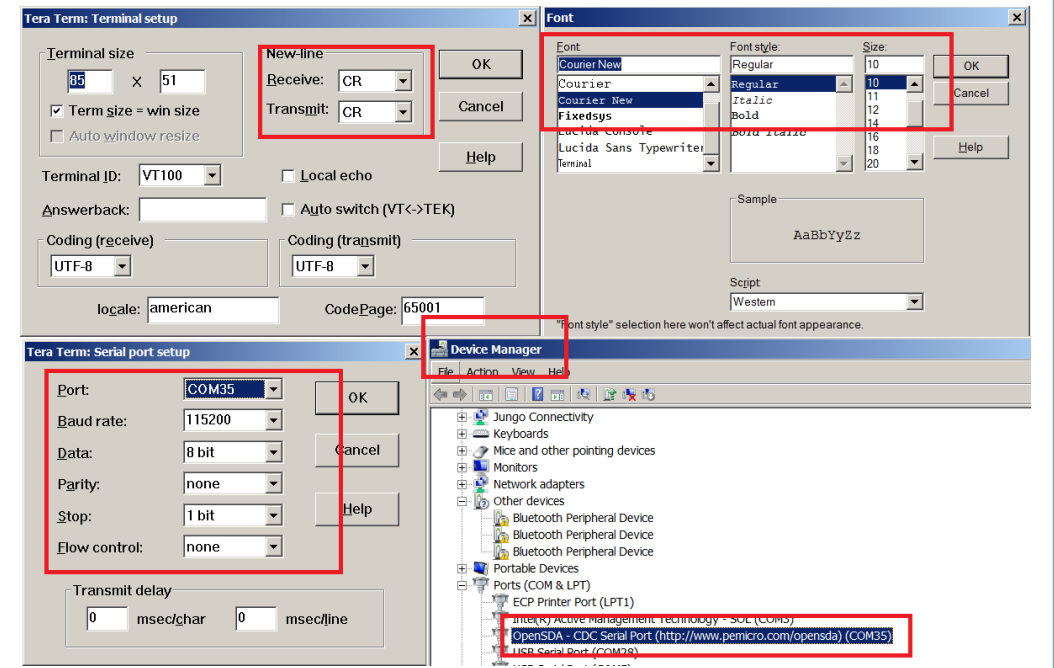 Tera Term: Terminal setup
Terminal size
85 X 51
Term size = win size
Auto window resize
New-line
Receive: CR
Transmit: CR
OK
Cancel
Help
Terminal ID: VT100
Local echo
Answerback:
Auto switch (VT<->TEK)
Coding (receive)
UTF-8
Coding (transmit)
UTF-8
locale: american
CodePage: 65001
Font
Font:
Courier New
Courier
Courier New
Fixedsys
Lucida Console
Lucida Sans Typewriter
Terminal
Font style:
Regular
Regular
Italic
Bold
Bold Italic
Size:
10
10
11
12
14
16
18
20
OK
Cancel
Help
Sample
AaBbYyZz
Script:
Western
"Font style" selection here won't affect actual font appearance.
Tera Term: Serial port setup
Port: COM35
Baud rate: 115200
Data: 8 bit
Parity: none
Stop: 1 bit
Flow control: none
OK
Cancel
Help
Transmit delay
0 msec/char 0 msec/line
Device Manager
File Action View Help
Jungo Connectivity
Keyboards
Mice and other pointing devices
Monitors
Network adapters
Other devices
Bluetooth Peripheral Device
Bluetooth Peripheral Device
Bluetooth Peripheral Device
Portable Devices
Ports (COM & LPT)
ECP Printer Port (LPT1)
Intel(R) Active Management Technology - SOL (COM3)
OpenSDA - CDC Serial Port (http://www.pemicro.com/opensda) (COM35)
USB Serial Port (COM28)